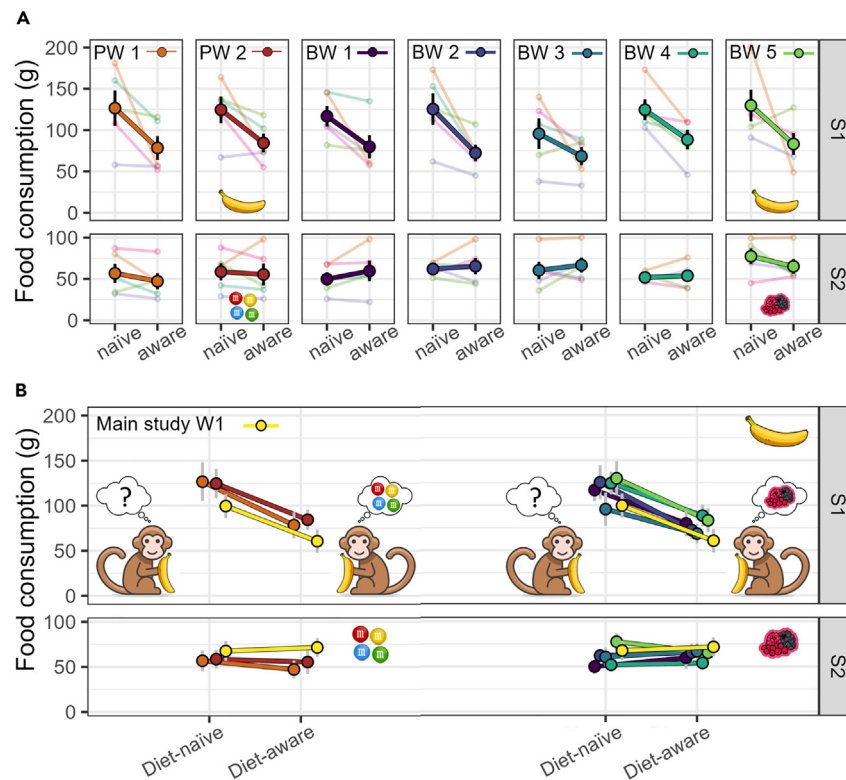 A
Food consumption (g)
200
150
100
50
0
PW 1
PW 2
BW 1
BW 2
BW 3
BW 4
BW 5
S1
100
50
0
m m
m m
S2
naïve aware naïve aware naïve aware naïve aware naïve aware naïve aware naïve aware
B
Food consumption (g)
200
150
100
50
0
Main study W1
?
m m
m m
?
S1
100
50
0
m m
m m
S2
Diet-naïve Diet-aware Diet-naïve Diet-aware